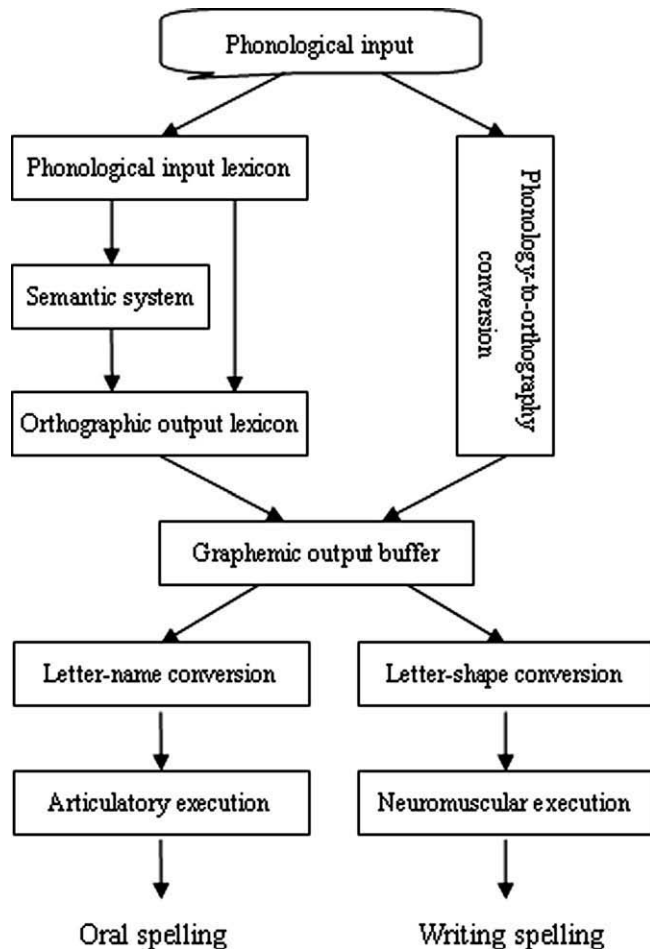 Phonological input
Phonological input lexicon
Phonology-to-orthography
conversion
Semantic system
Orthographic output lexicon
Graphemic output buffer
Letter-name conversion
Letter-shape conversion
Articulatory execution
Neuromuscular execution
Oral spelling
Writing spelling